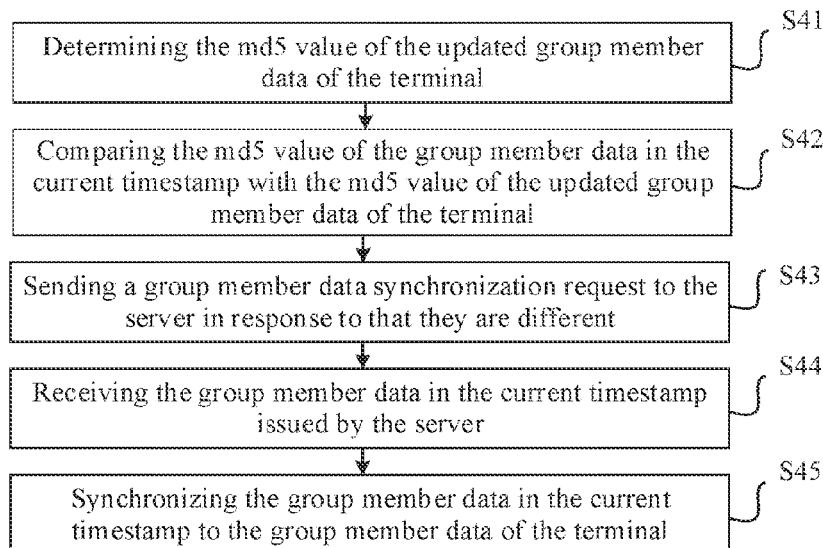 S41
Determining the md5 value of the updated group member
data of the terminal
S42
Comparing the md5 value of the group member data in the
current timestamp with the md5 value of the updated group
member data of the terminal
S43
Sending a group member data synchronization request to the
server in response to that they are different
S44
Receiving the group member data in the current timestamp
issued by the server
S45
Synchronizing the group member data in the current
timestamp to the group member data of the terminal